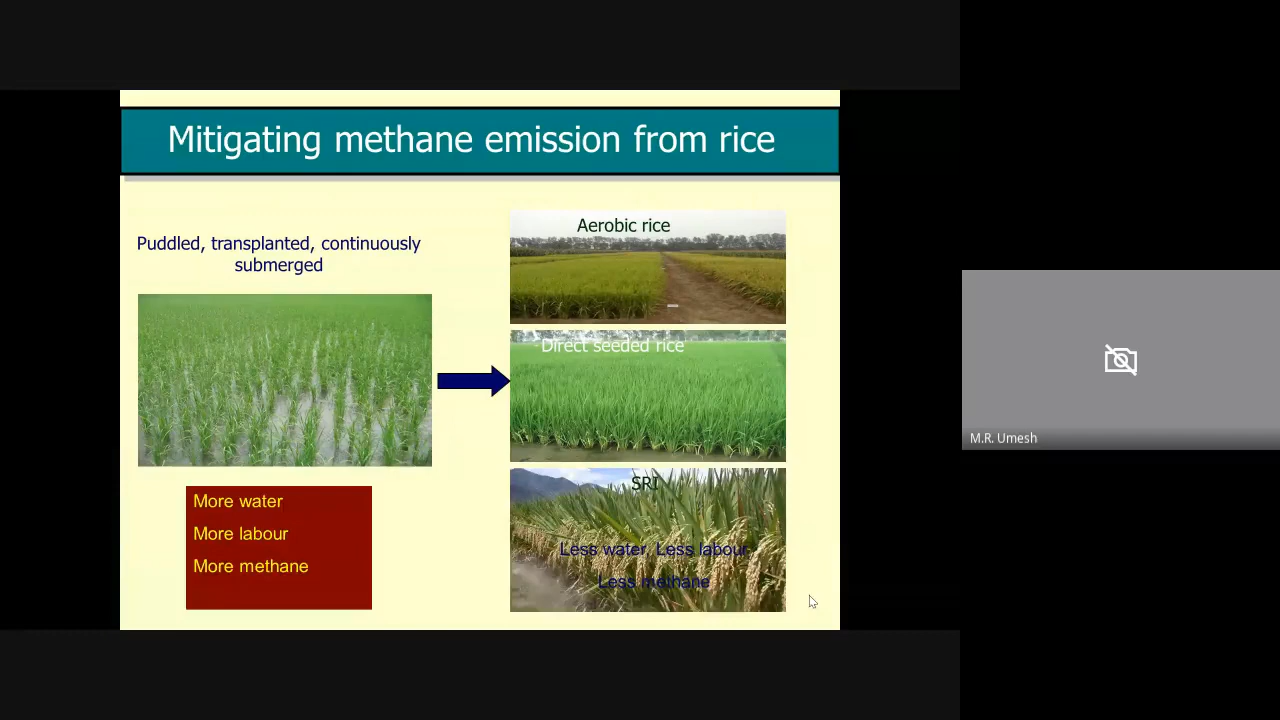 Mitigating methane emission from rice
Puddled, transplanted, continuously
submerged
More water
More labour
More methane
Aerobic rice
Direct seeded rice
SRI
Less water, Less labour
Less methane
M.R. Umesh